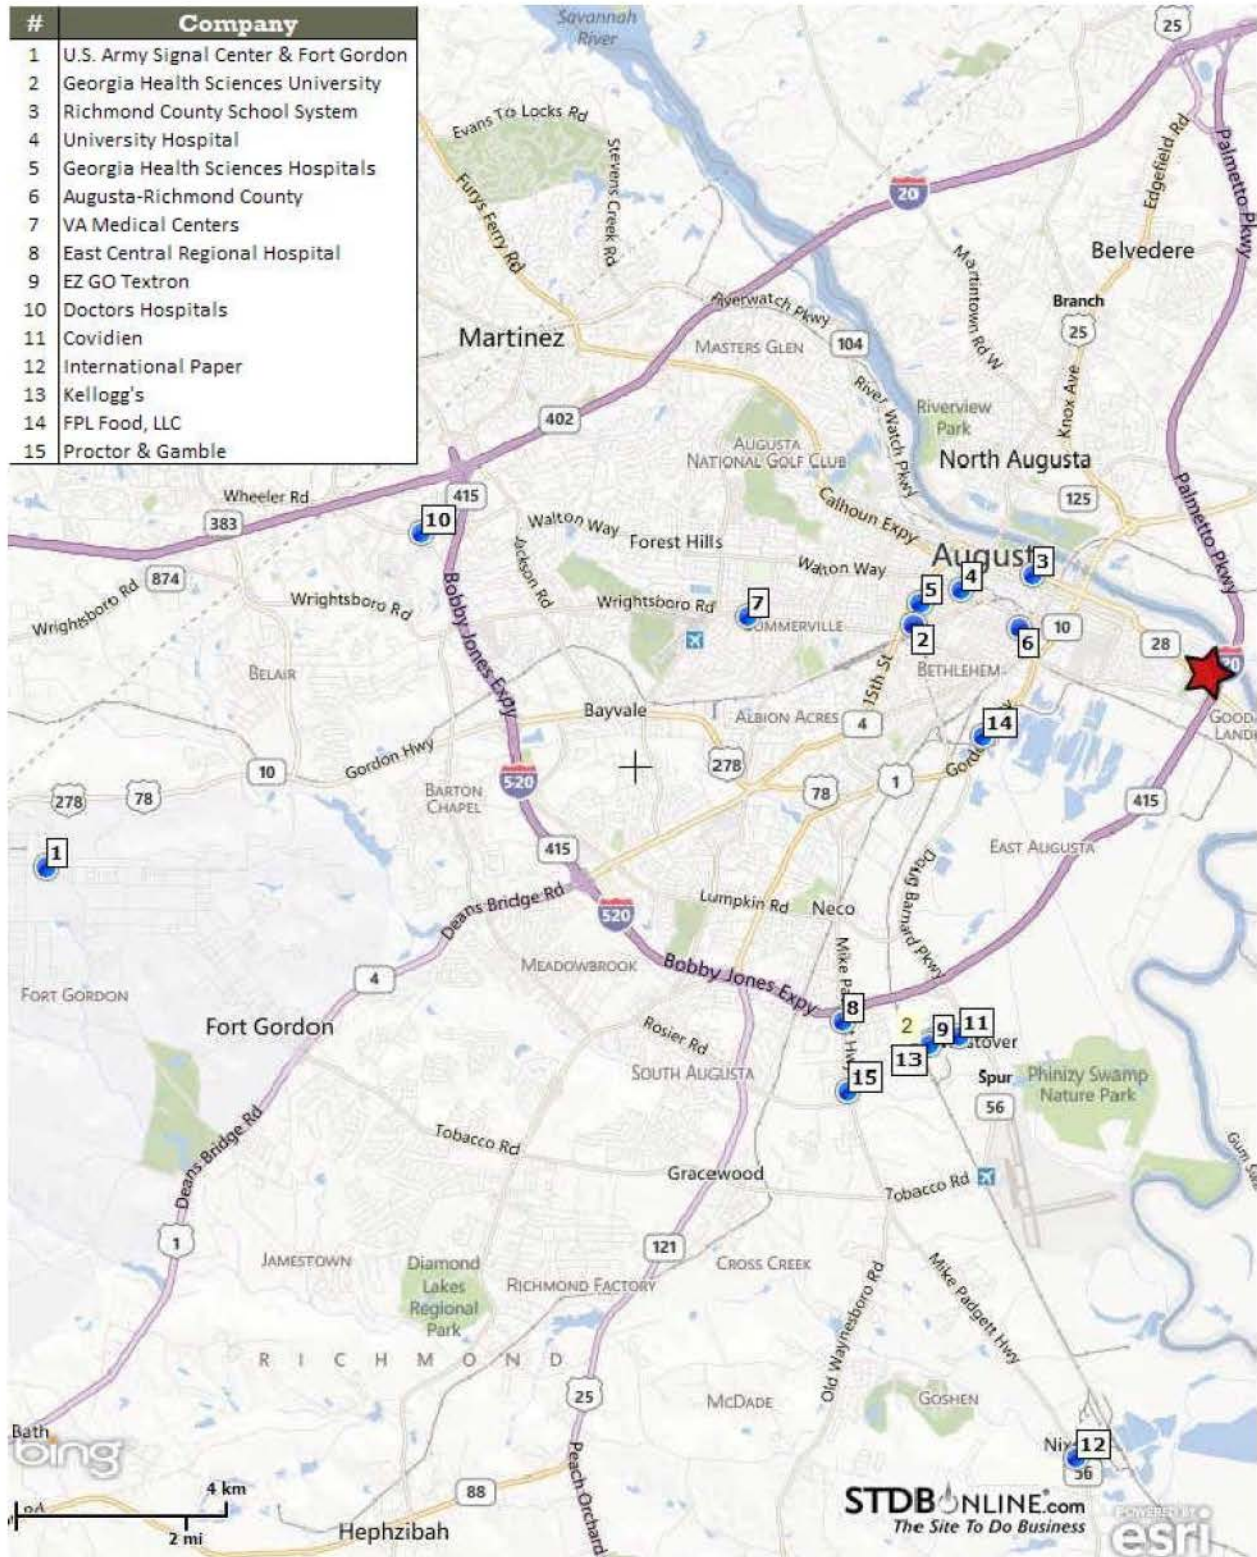 # Company
1 U.S. Army Signal Center & Fort Gordon
2 Georgia Health Sciences University
3 Richmond County School System
4 University Hospital
5 Georgia Health Sciences Hospitals
6 Augusta-Richmond County
7 VA Medical Centers
8 East Central Regional Hospital
9 EZ GO Textron
10 Doctors Hospitals
11 Covidien
12 International Paper
13 Kellogg's
14 FPL Food, LLC
15 Proctor & Gamble
Savannah
River
25
Evans To Locks Rd
Stevens Creek Rd
Furys Ferry Rd
20
Edgefield Rd
Palmetto Pkwy
Belvedere
Martintown Rd W
Branch
25
Riverwatch Pkwy
Martinez
MASTERS GLEN
104
River Watch Pkwy
Knox Ave
Riverview
Park
402
AUGUSTA
NATIONAL GOLF CLUB
North Augusta
Palmetto Pkwy
Wheeler Rd
415
125
383
10
Walton Way
Calhoun Expy
Forest Hills
Jackson Rd
Walton Way
3
4
874
Bobby Jones Expy
Wrightsboro Rd
Wrightsboro Rd
Wrightsboro Rd
7
5
2
6
10
28
BELAIR
15th St
BETHLEHEM
Bayvale
ALBION ACRES
4
14
Gordon Hwy
10
278
1
278
78
520
BARTON
CHAPEL
78
415
1
415
EAST AUGUSTA
Doug Barnard Pkwy
Deans Bridge Rd
520
Lumpkin Rd
Neco
MEADOWBROOK
Bobby Jones Expy
4
FORT GORDON
Fort Gordon
8
2
9
11
13
Rosier Rd
SOUTH AUGUSTA
15
Spur
56
Phinizy Swamp
Nature Park
Deans Bridge Rd
Tobacco Rd
Gracewood
Tobacco Rd
1
121
JAMESTOWN
Diamond
Lakes
Regional
Park
RICHMOND FACTORY
CROSS CREEK
Old Waynesboro Rd
Mike Padgett Hwy
RICHMOND
25
McDADE
GOSHEN
Bath
bing
12
56
Peach Orchard
4 km
2 mi
88
Hephzibah
STDBONLINE.com
The Site To Do Business
POWERED BY
esri